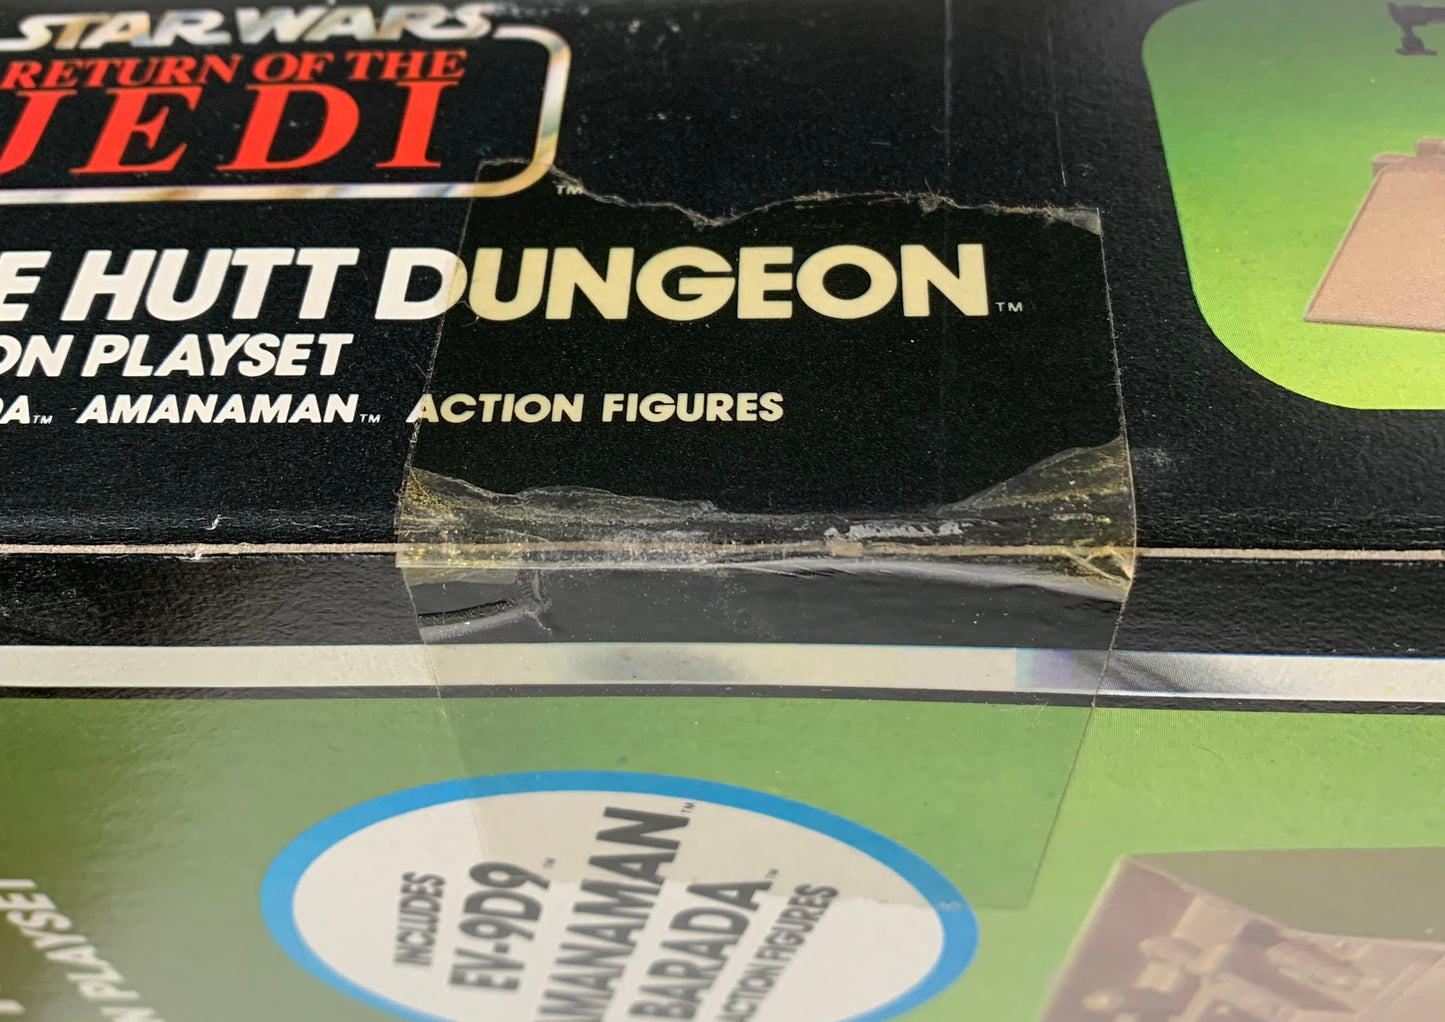 STAR WARS
RETURN OF THE
JEDI
™
E HUTT DUNGEON™
ON PLAYSET
DA™ AMANAMAN™ ACTION FIGURES
INCLUDES
EV-9D9™
AMANAMAN™
BARADA™
ACTION FIGURES
N PLAYSET